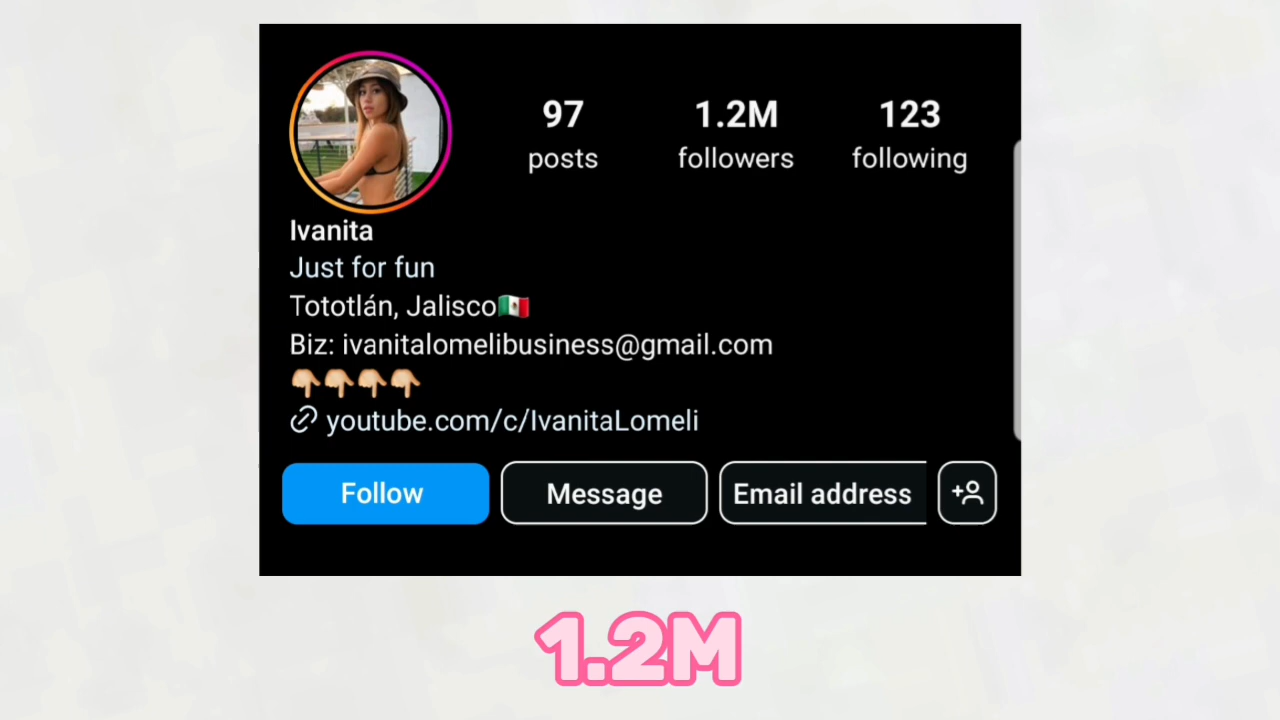 97 1.2M 123
posts followers following
Ivanita
Just for fun
Tototlán, Jalisco🇲🇽
Biz: ivanitalomelibusiness@gmail.com
👇🏼👇🏼👇🏼👇🏼
youtube.com/c/IvanitaLomeli
Follow Message Email address
1.2M